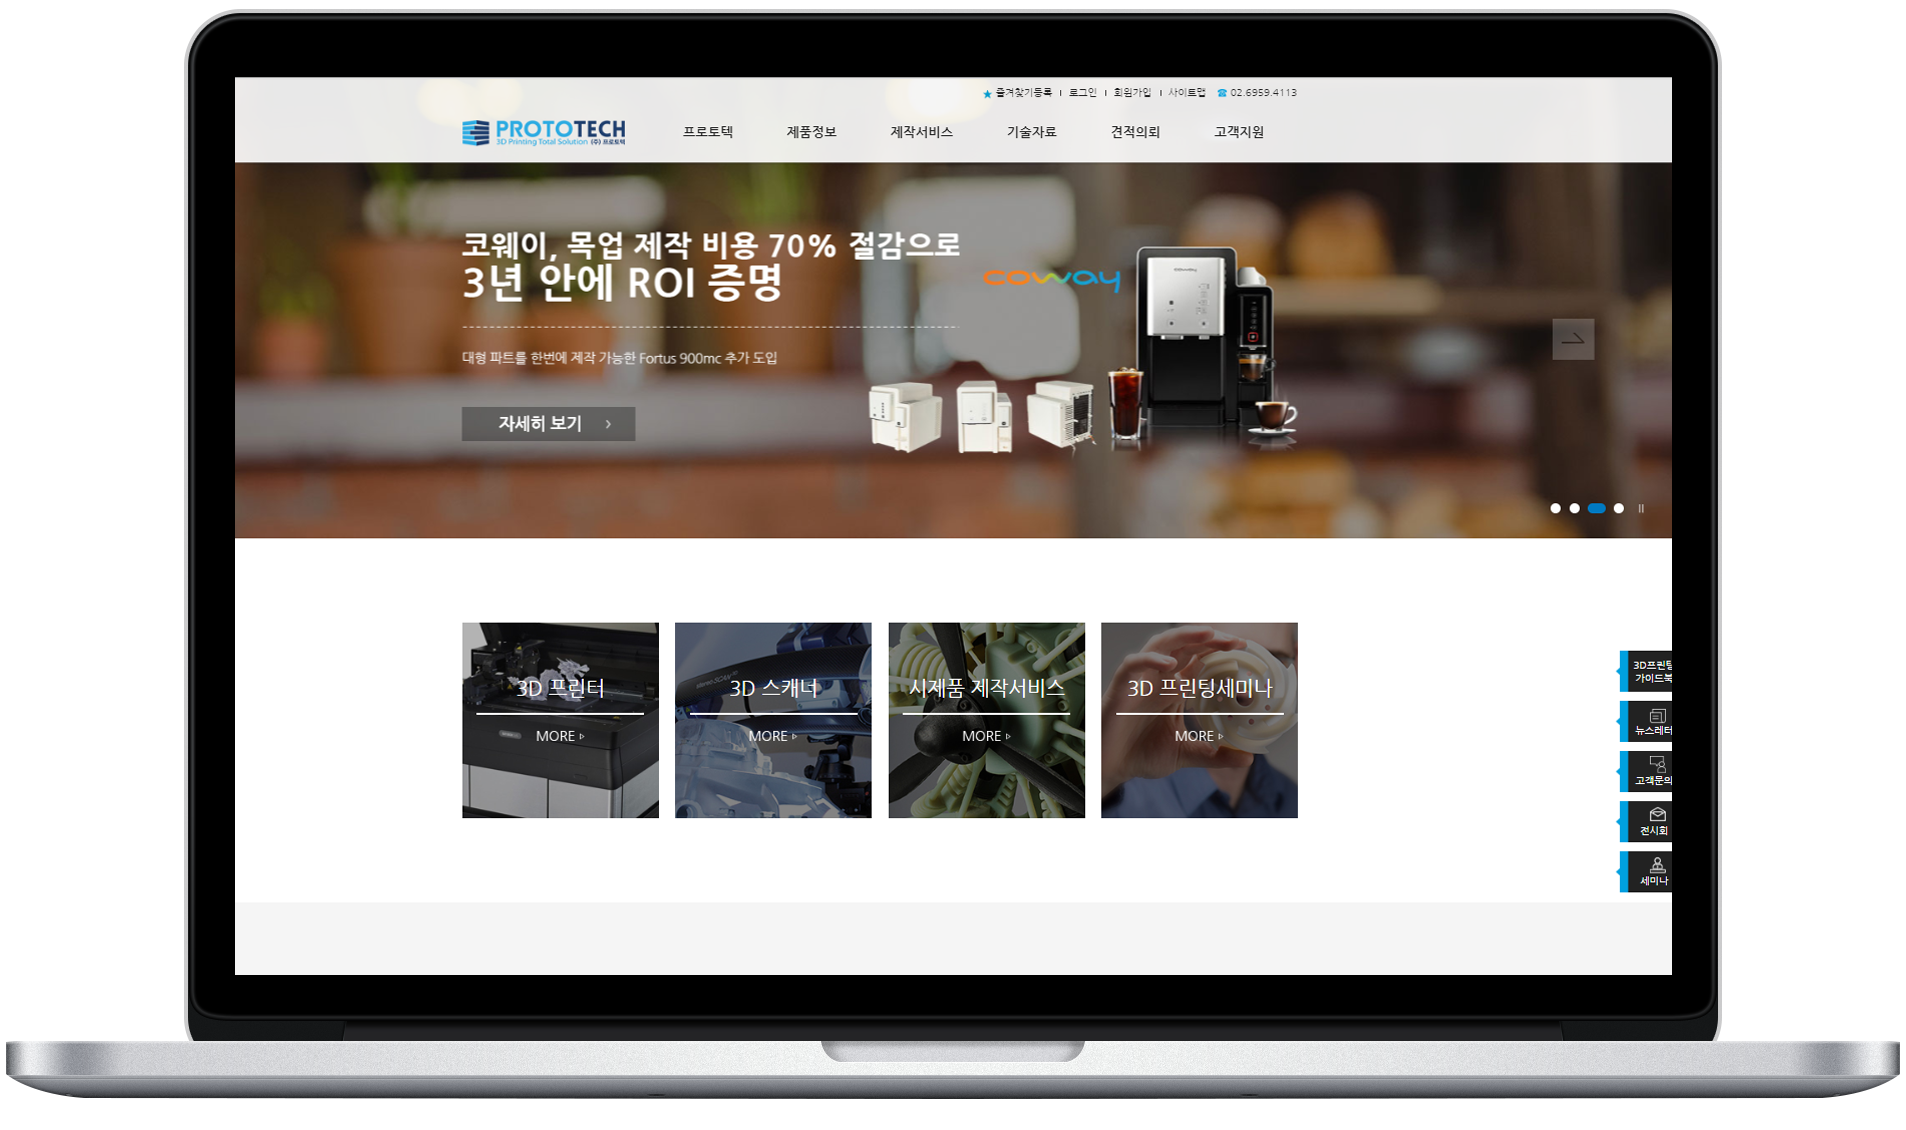 즐겨찾기등록 로그인 회원가입 사이트맵 02.6959.4113
PROTOTECH
3D Printing Total Solution (주) 프로토텍
프로토텍 제품정보 제작서비스 기술자료 견적의뢰 고객지원
코웨이, 목업 제작 비용 70% 절감으로
3년 안에 ROI 증명
coway
coway
대형 파트를 한번에 제작 가능한 Fortus 900mc 추가 도입
자세히 보기
3D 프린터
MORE
3D 스캐너
MORE
시제품 제작서비스
MORE
3D 프린팅세미나
MORE
3D프린팅
가이드북
뉴스레터
고객문의
전시회
세미나